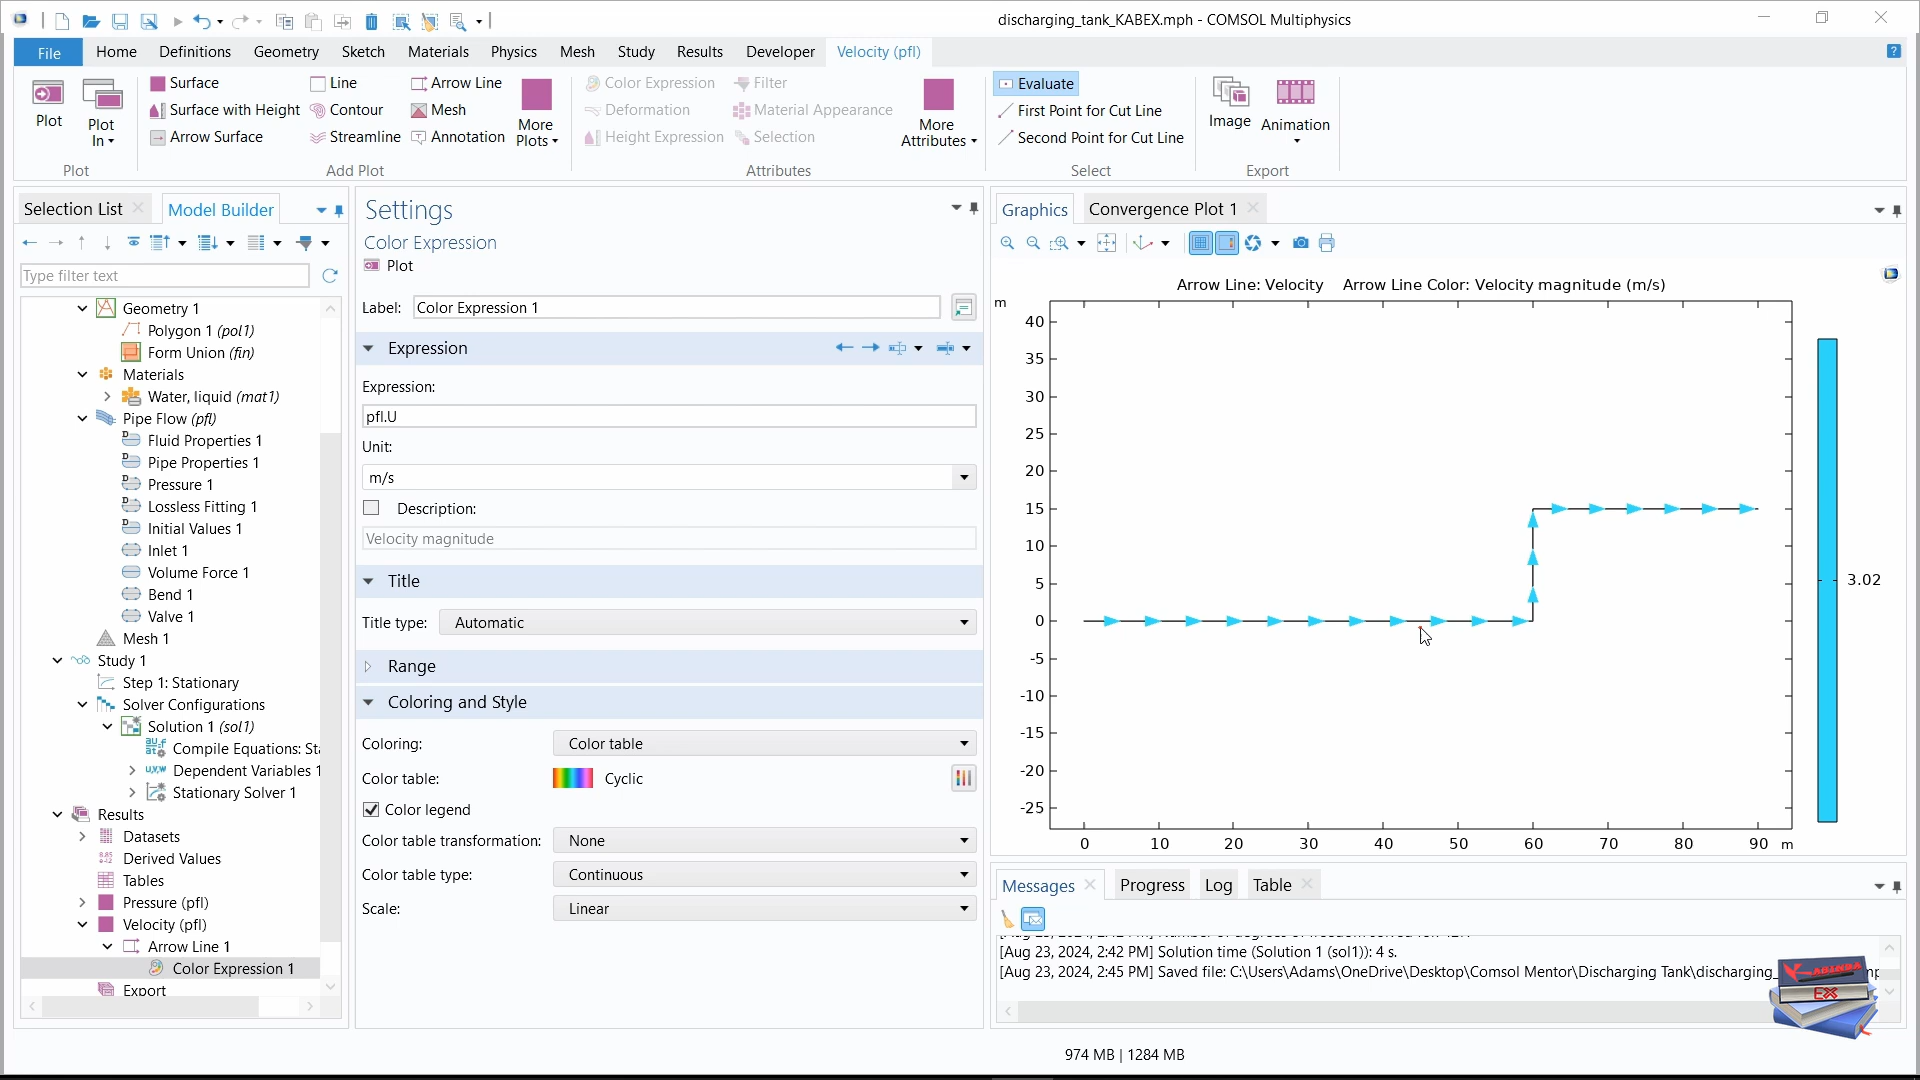 discharging_tank_KABEX.mph - COMSOL Multiphysics
File Home Definitions Geometry Sketch Materials Physics Mesh Study Results Developer Velocity (pfl)
Plot
Plot In
Plot
Surface
Surface with Height
Arrow Surface
Line
Contour
Streamline
Arrow Line
Mesh
Annotation
More Plots
Add Plot
Color Expression
Deformation
Height Expression
Filter
Material Appearance
Selection
More Attributes
Attributes
Evaluate
First Point for Cut Line
Second Point for Cut Line
Select
Image
Animation
Export
Selection List
Model Builder
Type filter text
Geometry 1
Polygon 1 (pol1)
Form Union (fin)
Materials
Water, liquid (mat1)
Pipe Flow (pfl)
Fluid Properties 1
Pipe Properties 1
Pressure 1
Lossless Fitting 1
Initial Values 1
Inlet 1
Volume Force 1
Bend 1
Valve 1
Mesh 1
Study 1
Step 1: Stationary
Solver Configurations
Solution 1 (sol1)
Compile Equations: Sta
Dependent Variables 1
Stationary Solver 1
Results
Datasets
Derived Values
Tables
Pressure (pfl)
Velocity (pfl)
Arrow Line 1
Color Expression 1
Export
Settings
Color Expression
Plot
Label: Color Expression 1
Expression
Expression:
pfl.U
Unit:
m/s
Description:
Velocity magnitude
Title
Title type: Automatic
Range
Coloring and Style
Coloring: Color table
Color table: Cyclic
Color legend
Color table transformation: None
Color table type: Continuous
Scale: Linear
Graphics
Convergence Plot 1
Arrow Line: Velocity Arrow Line Color: Velocity magnitude (m/s)
m
40
35
30
25
20
15
10
5
0
-5
-10
-15
-20
-25
0 10 20 30 40 50 60 70 80 90 m
3.02
Messages Progress Log Table
[Aug 23, 2024, 2:42 PM] Solution time (Solution 1 (sol1)): 4 s.
[Aug 23, 2024, 2:45 PM] Saved file: C:\Users\Adams\OneDrive\Desktop\Comsol Mentor\Discharging Tank\discharging_
EX
974 MB | 1284 MB